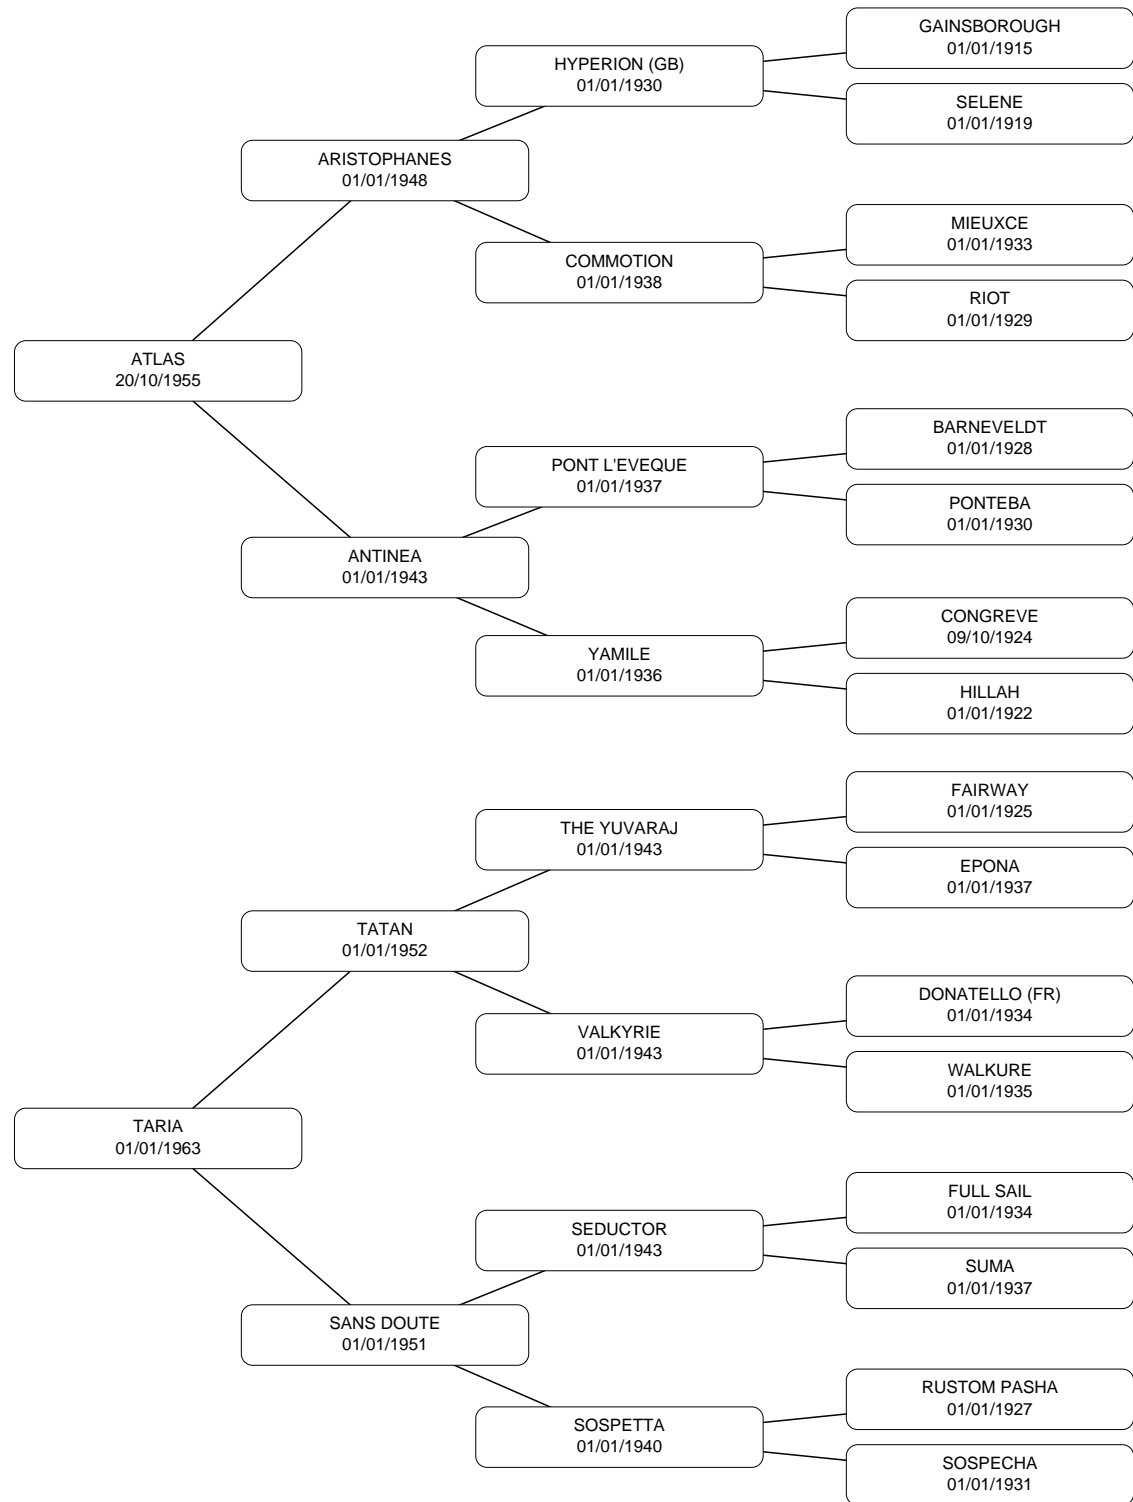 GAINSBOROUGH
01/01/1915
HYPERION (GB)
01/01/1930
SELENE
01/01/1919
ARISTOPHANES
01/01/1948
MIEUXCE
01/01/1933
COMMOTION
01/01/1938
RIOT
01/01/1929
ATLAS
20/10/1955
BARNEVELDT
01/01/1928
PONT L'EVEQUE
01/01/1937
PONTEBA
01/01/1930
ANTINEA
01/01/1943
CONGREVE
09/10/1924
YAMILE
01/01/1936
HILLAH
01/01/1922
FAIRWAY
01/01/1925
THE YUVARAJ
01/01/1943
EPONA
01/01/1937
TATAN
01/01/1952
DONATELLO (FR)
01/01/1934
VALKYRIE
01/01/1943
WALKURE
01/01/1935
TARIA
01/01/1963
FULL SAIL
01/01/1934
SEDUCTOR
01/01/1943
SUMA
01/01/1937
SANS DOUTE
01/01/1951
RUSTOM PASHA
01/01/1927
SOSPETTA
01/01/1940
SOSPECHA
01/01/1931